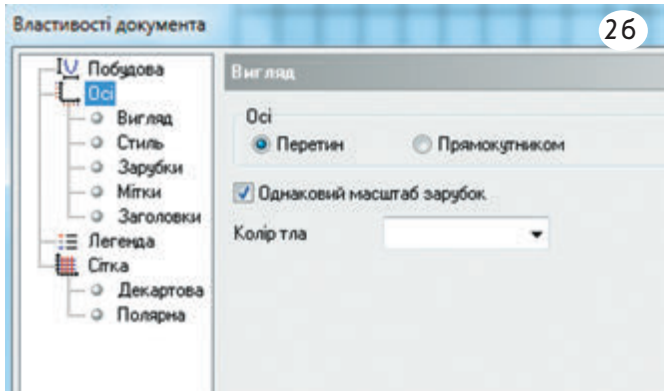 Властивості документа
26
Побудова
Осі
Вигляд
Стиль
Зарубки
Мітки
Заголовки
Легенда
Сітка
Декартова
Полярна
Вигляд
Осі
Перетин
Прямокутником
Однаковий масштаб зарубок
Колір тла